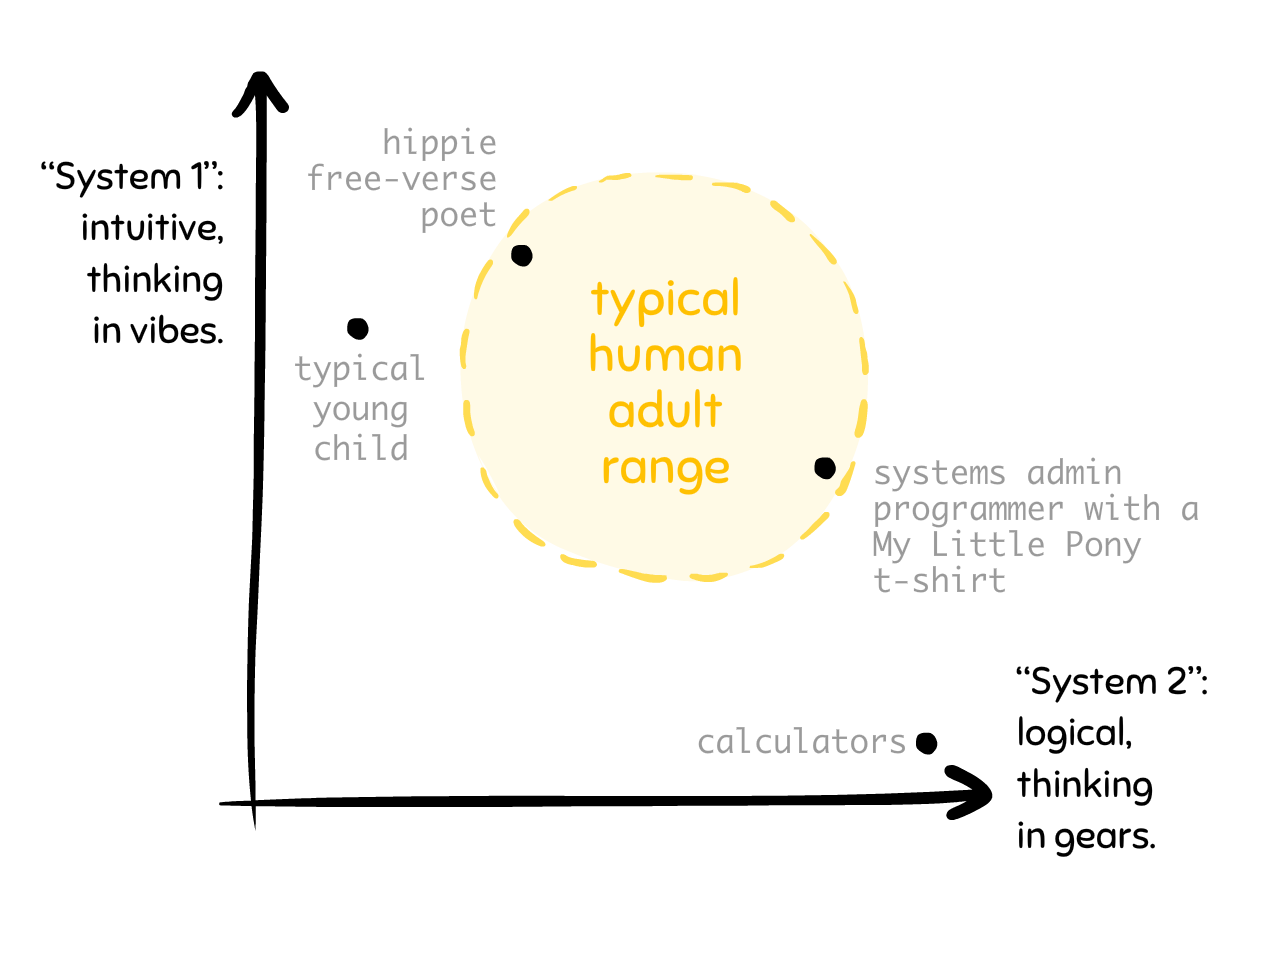 “System 1”:
intuitive,
thinking
in vibes.
hippie
free-verse
poet
typical
young
child
typical
human
adult
range
systems admin
programmer with a
My Little Pony
t-shirt
calculators
“System 2”:
logical,
thinking
in gears.